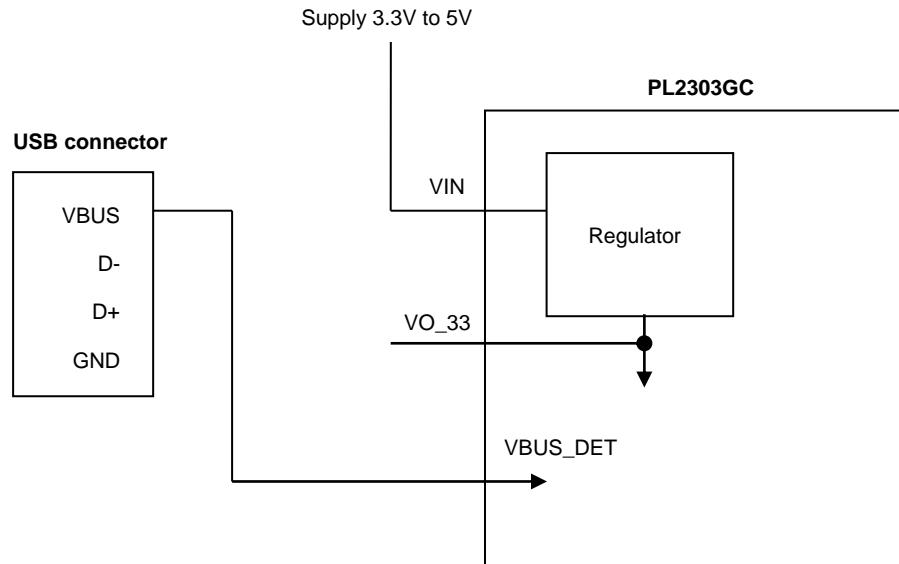 Supply 3.3V to 5V
PL2303GC
USB connector
VIN
VBUS
Regulator
D-
D+
VO_33
GND
VBUS_DET